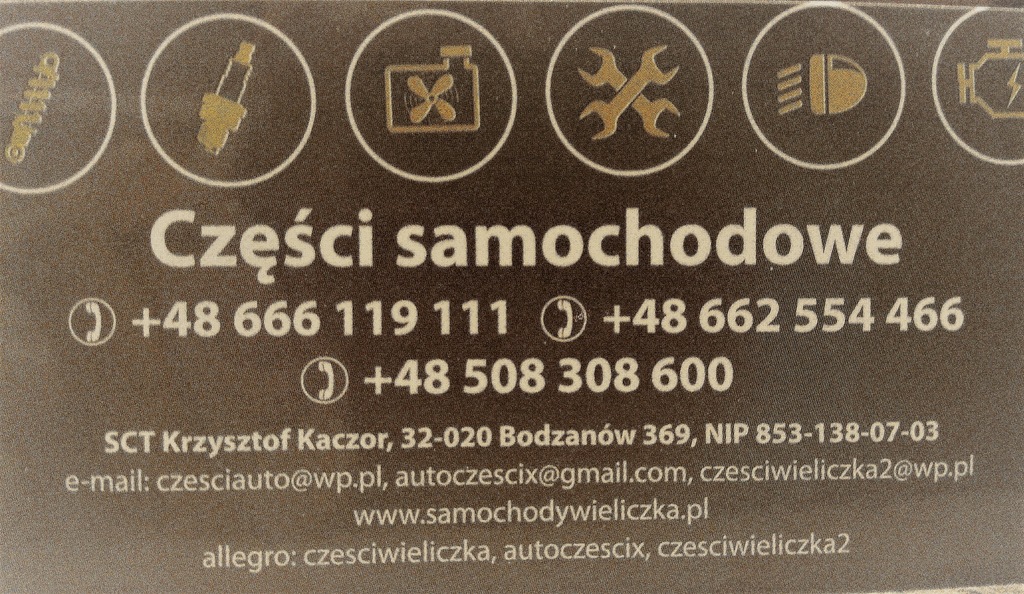 Części samochodowe
+48 666 119 111 +48 662 554 466
+48 508 308 600
SCT Krzysztof Kaczor, 32-020 Bodzanów 369, NIP 853-138-07-03
e-mail: czesciauto@wp.pl, autoczescix@gmail.com, czesciwieliczka2@wp.pl
www.samochodywieliczka.pl
allegro: czesciwieliczka, autoczescix, czesciwieliczka2